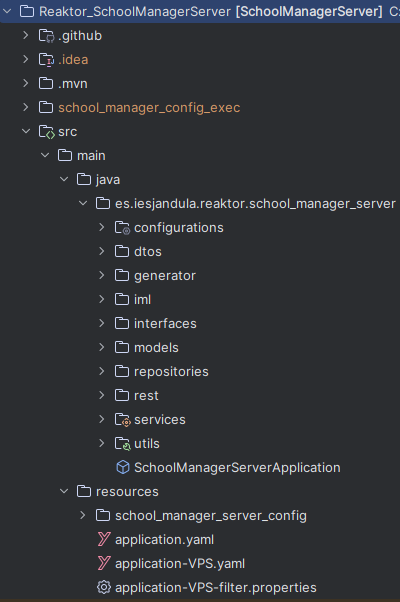 Reaktor_SchoolManagerServer [SchoolManagerServer] C:
.github
.idea
.mvn
school_manager_config_exec
src
main
java
es.iesjandula.reaktor.school_manager_server
configurations
dtos
generator
iml
interfaces
models
repositories
rest
services
utils
SchoolManagerServerApplication
resources
school_manager_server_config
application.yaml
application-VPS.yaml
application-VPS-filter.properties